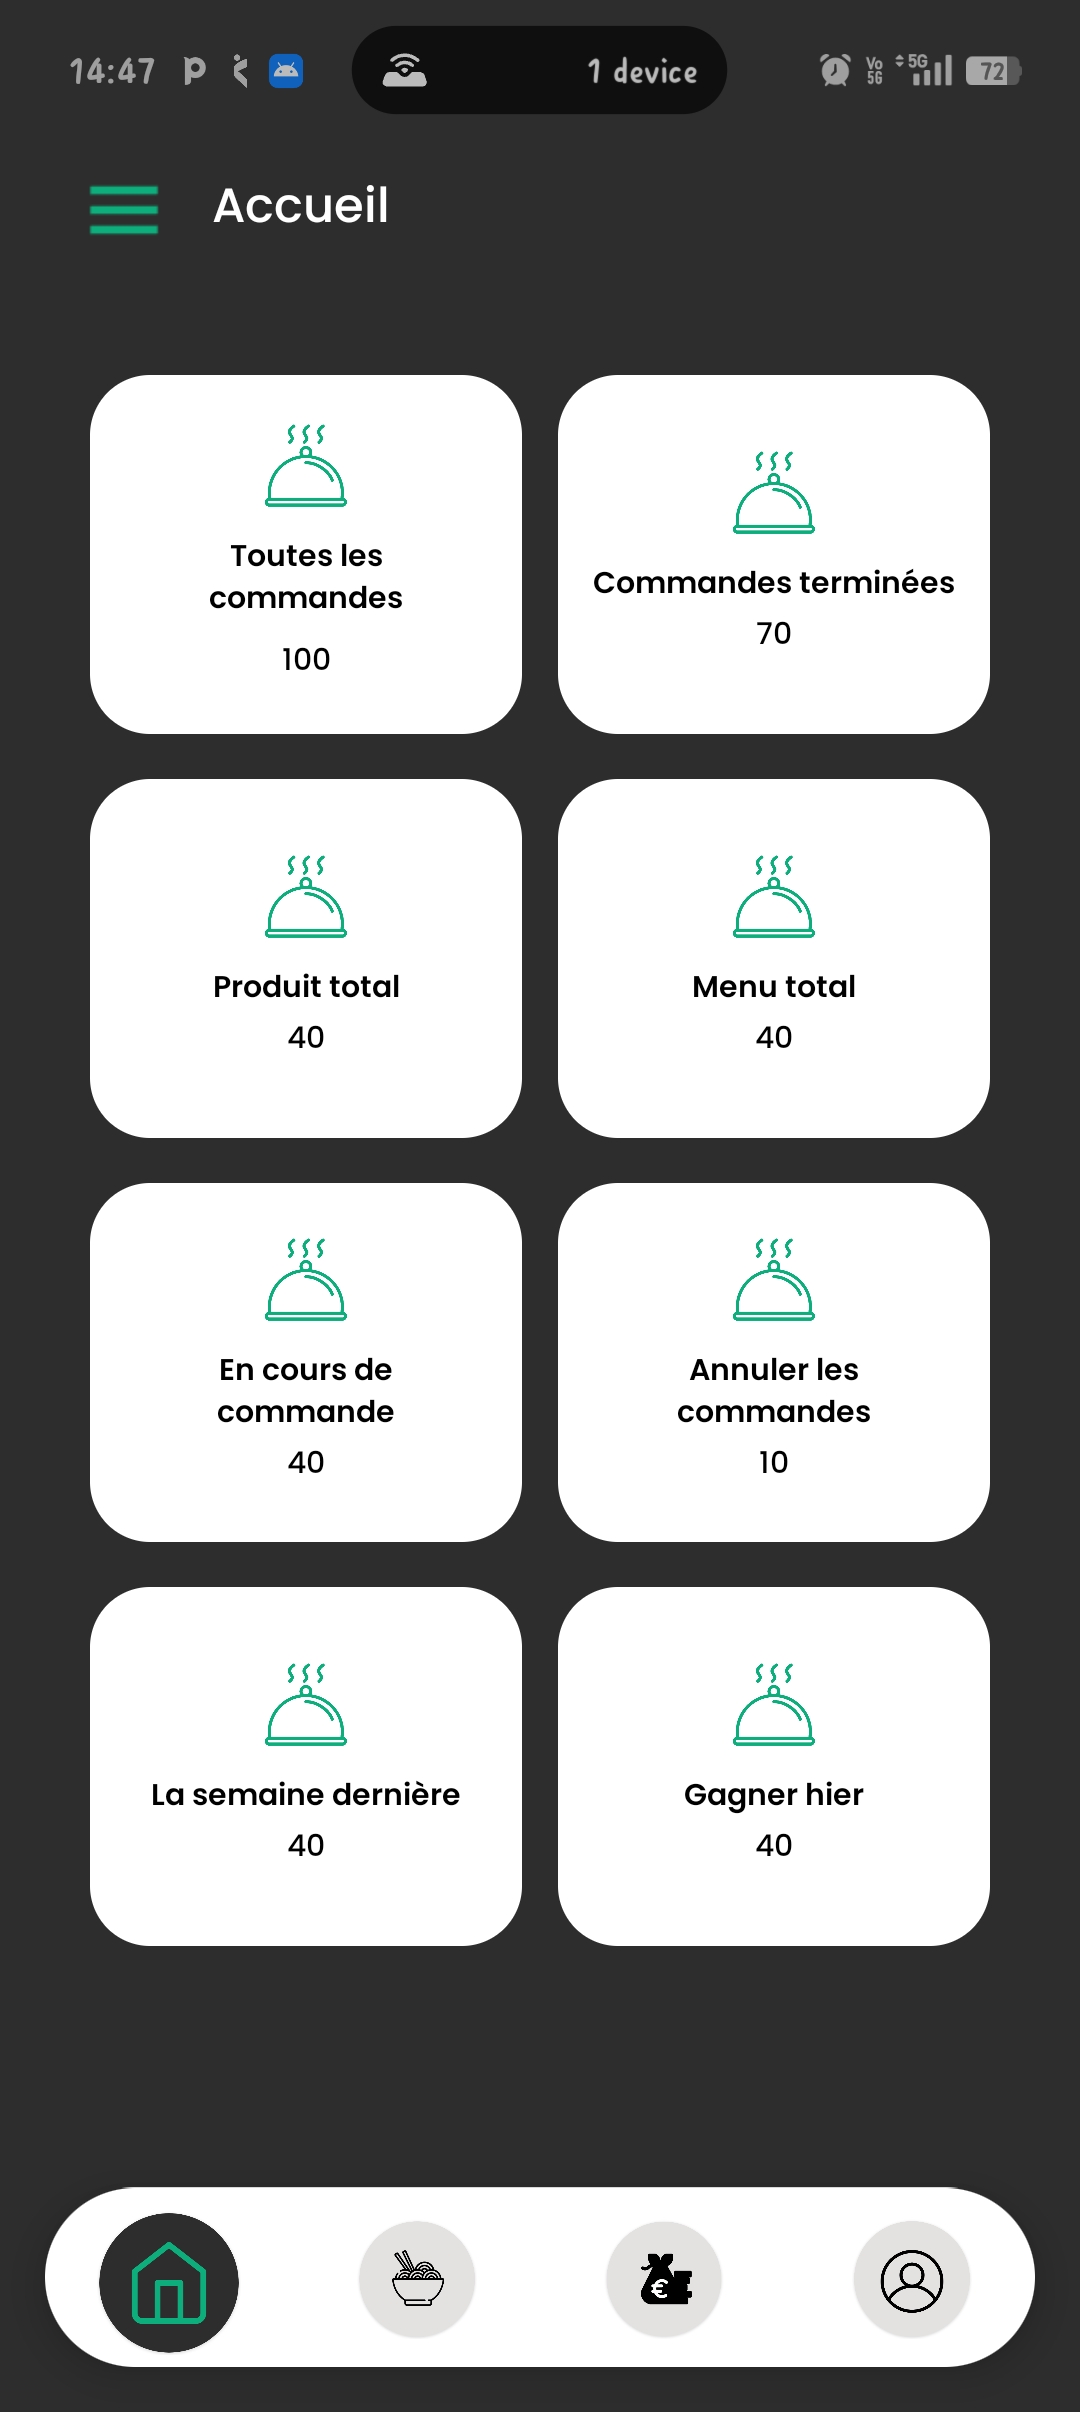 14:47
1 device
Vo
5G
5G
72
Accueil
Toutes les
commandes
100
Commandes terminées
70
Produit total
40
Menu total
40
En cours de
commande
40
Annuler les
commandes
10
La semaine dernière
40
Gagner hier
40